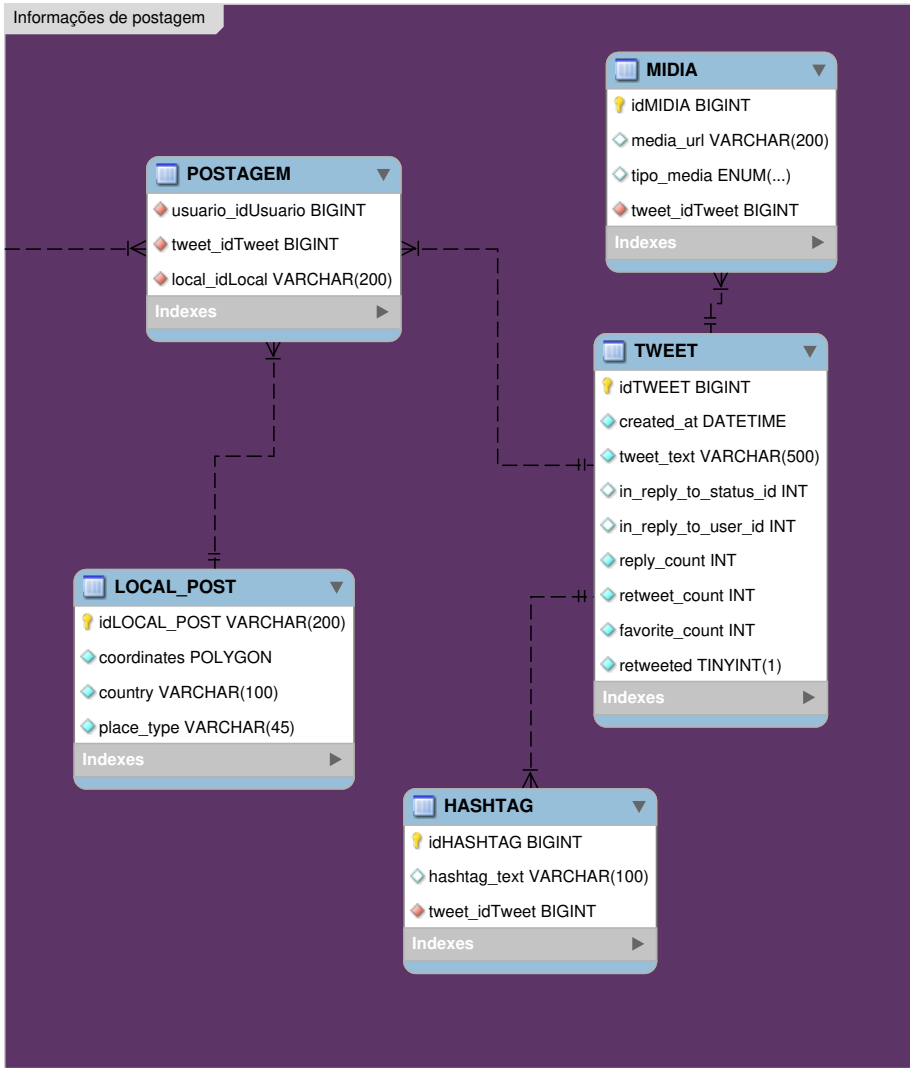 Informações de postagem
MIDIA
idMIDIA BIGINT
media_url VARCHAR(200)
tipo_media ENUM(...)
tweet_idTweet BIGINT
Indexes
POSTAGEM
usuario_idUsuario BIGINT
tweet_idTweet BIGINT
local_idLocal VARCHAR(200)
Indexes
TWEET
idTWEET BIGINT
created_at DATETIME
tweet_text VARCHAR(500)
in_reply_to_status_id INT
in_reply_to_user_id INT
reply_count INT
retweet_count INT
favorite_count INT
retweeted TINYINT(1)
Indexes
LOCAL_POST
idLOCAL_POST VARCHAR(200)
coordinates POLYGON
country VARCHAR(100)
place_type VARCHAR(45)
Indexes
HASHTAG
idHASHTAG BIGINT
hashtag_text VARCHAR(100)
tweet_idTweet BIGINT
Indexes